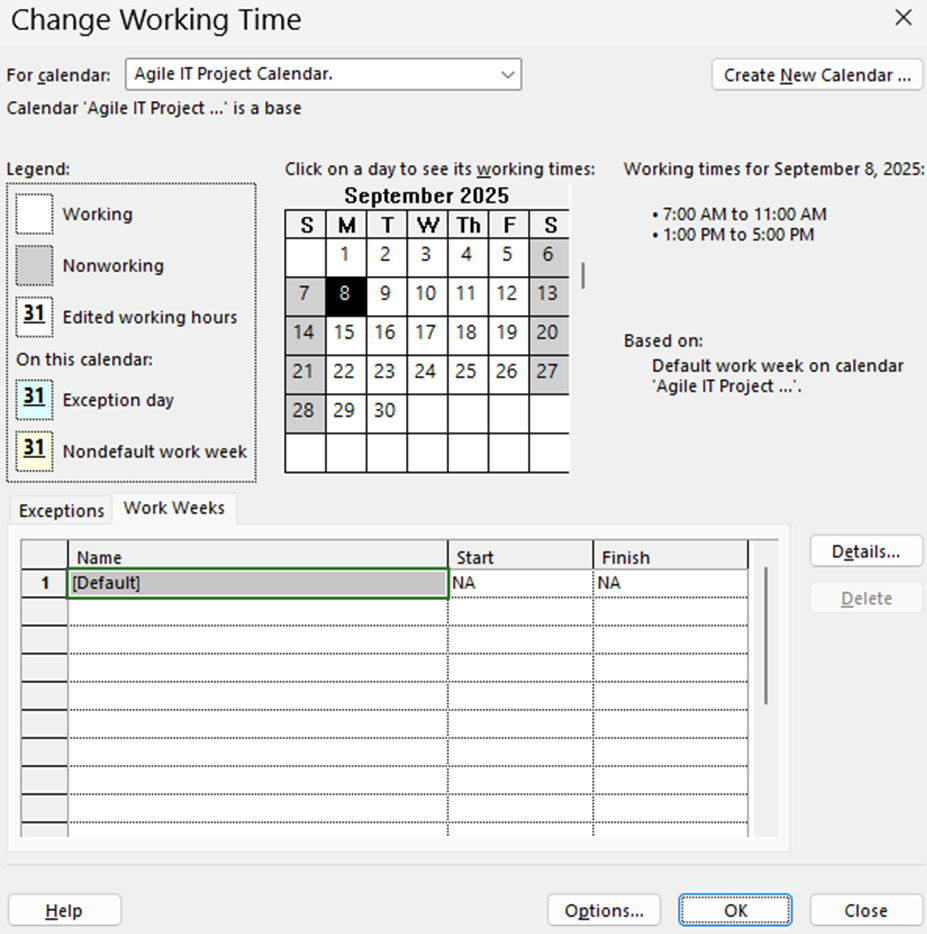 Change Working Time
For calendar: Agile IT Project Calendar. Create New Calendar ...
Calendar 'Agile IT Project ...' is a base
Legend:
Working
Nonworking
31 Edited working hours
On this calendar:
31 Exception day
31 Nondefault work week
Click on a day to see its working times:
September 2025
S M T W Th F S
1 2 3 4 5 6
7 8 9 10 11 12 13
14 15 16 17 18 19 20
21 22 23 24 25 26 27
28 29 30
Working times for September 8, 2025:
• 7:00 AM to 11:00 AM
• 1:00 PM to 5:00 PM
Based on:
Default work week on calendar
'Agile IT Project ...'.
Exceptions Work Weeks
Name Start Finish
1 [Default] NA NA
Details...
Delete
Help Options... OK Close